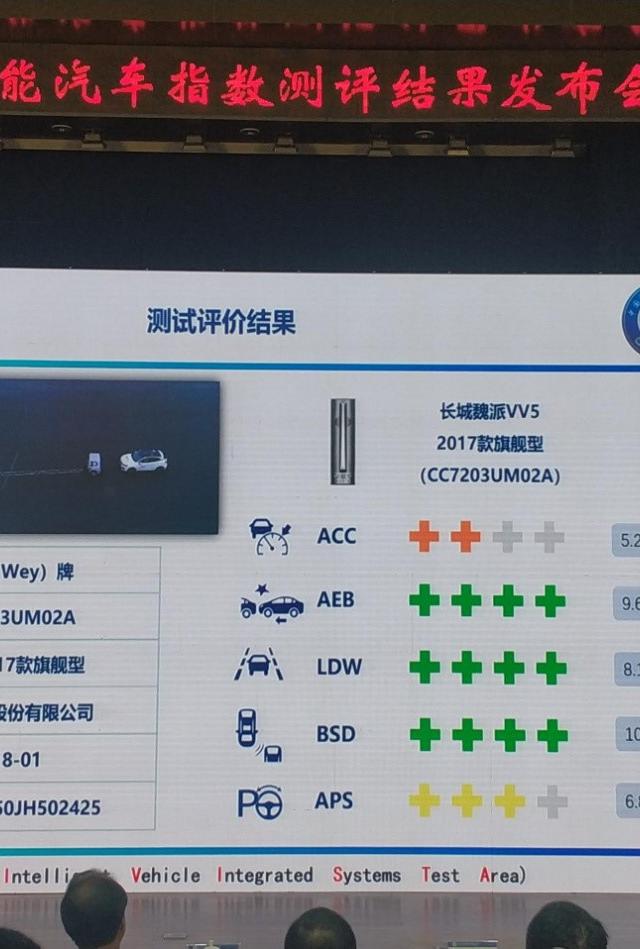 能汽车指数测评结果发布会
测试评价结果
长城魏派VV5
2017款旗舰型
(CC7203UM02A)
ACC
5.2
AEB
9.6
LDW
8.1
BSD
10
APS
6.8
Wey）牌
3UM02A
17款旗舰型
股份有限公司
8-01
50JH502425
Intelligent Vehicle Integrated Systems Test Area)